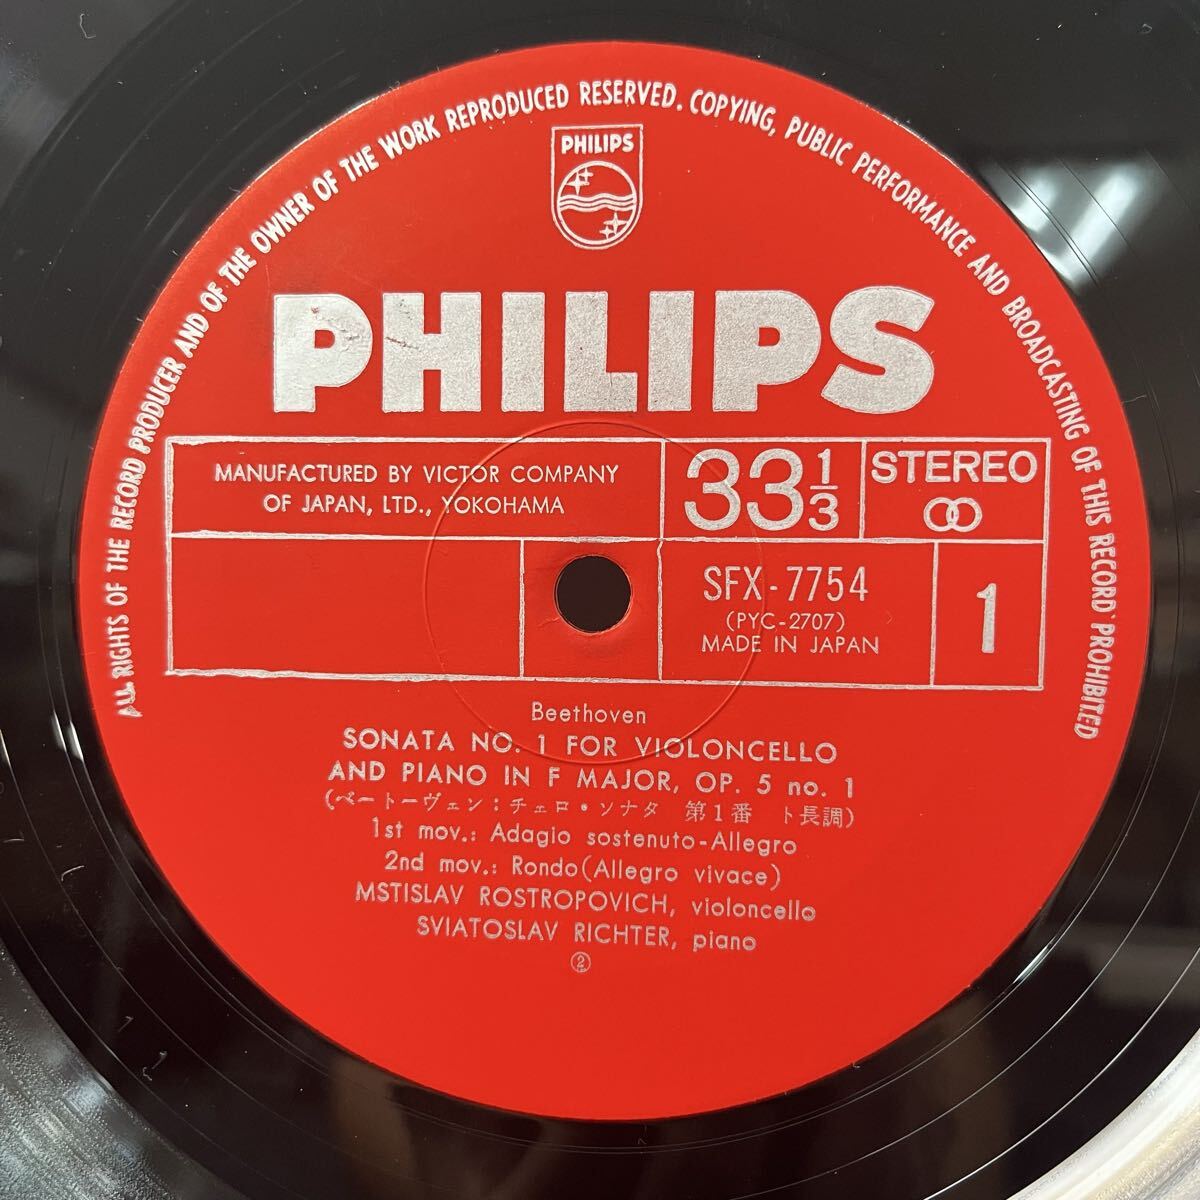 ALL RIGHTS OF THE RECORD PRODUCER AND OF THE OWNER OF THE WORK REPRODUCED RESERVED. COPYING, PUBLIC PERFORMANCE AND BROADCASTING OF THIS RECORD PROHIBITED
PHILIPS
PHILIPS
MANUFACTURED BY VICTOR COMPANY
OF JAPAN, LTD., YOKOHAMA
33 1/3
STEREO
SFX-7754
(PYC-2707)
MADE IN JAPAN
1
Beethoven
SONATA NO. 1 FOR VIOLONCELLO
AND PIANO IN F MAJOR, OP. 5 no. 1
(ベートーヴェン：チェロ・ソナタ 第1番 ト長調)
1st mov.: Adagio sostenuto-Allegro
2nd mov.: Rondo(Allegro vivace)
MSTISLAV ROSTROPOVICH, violoncello
SVIATOSLAV RICHTER, piano
②